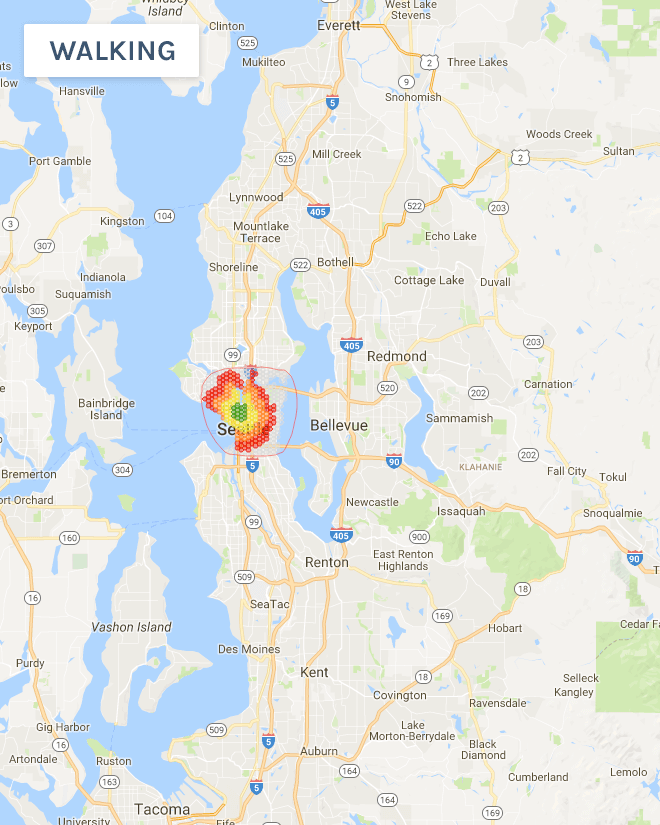 Whidbey
Island
West Lake
Stevens
Clinton
Everett
525
WALKING
Mukilteo
2
Three Lakes
9
Hansville
5
Snohomish
Woods Creek
Port Gamble
525
Mill Creek
2
Sultan
Lynnwood
3
Kingston
104
405
522
203
Mountlake
Terrace
307
Echo Lake
Shoreline
522
Bothell
Indianola
Cottage Lake
Duvall
Suquamish
305
Keyport
405
203
99
Redmond
520
202
Carnation
Bainbridge
Island
Sammamish
Se
Bellevue
202
Bremerton
304
5
90
KLAHANIE
Fall City
Tokul
Newcastle
Issaquah
Snoqualmie
99
160
405
900
East Renton
Highlands
90
Renton
509
18
16
SeaTac
169
Vashon Island
Hobart
Des Moines
Purdy
Kent
18
Selleck
Kangley
Covington
Ravensdale
Gig Harbor
509
Lake
Morton-Berrydale
16
5
Black
Diamond
Artondale
Ruston
Auburn
164
Cumberland
Lemolo
163
5
164
Tacoma
169
University
Fife